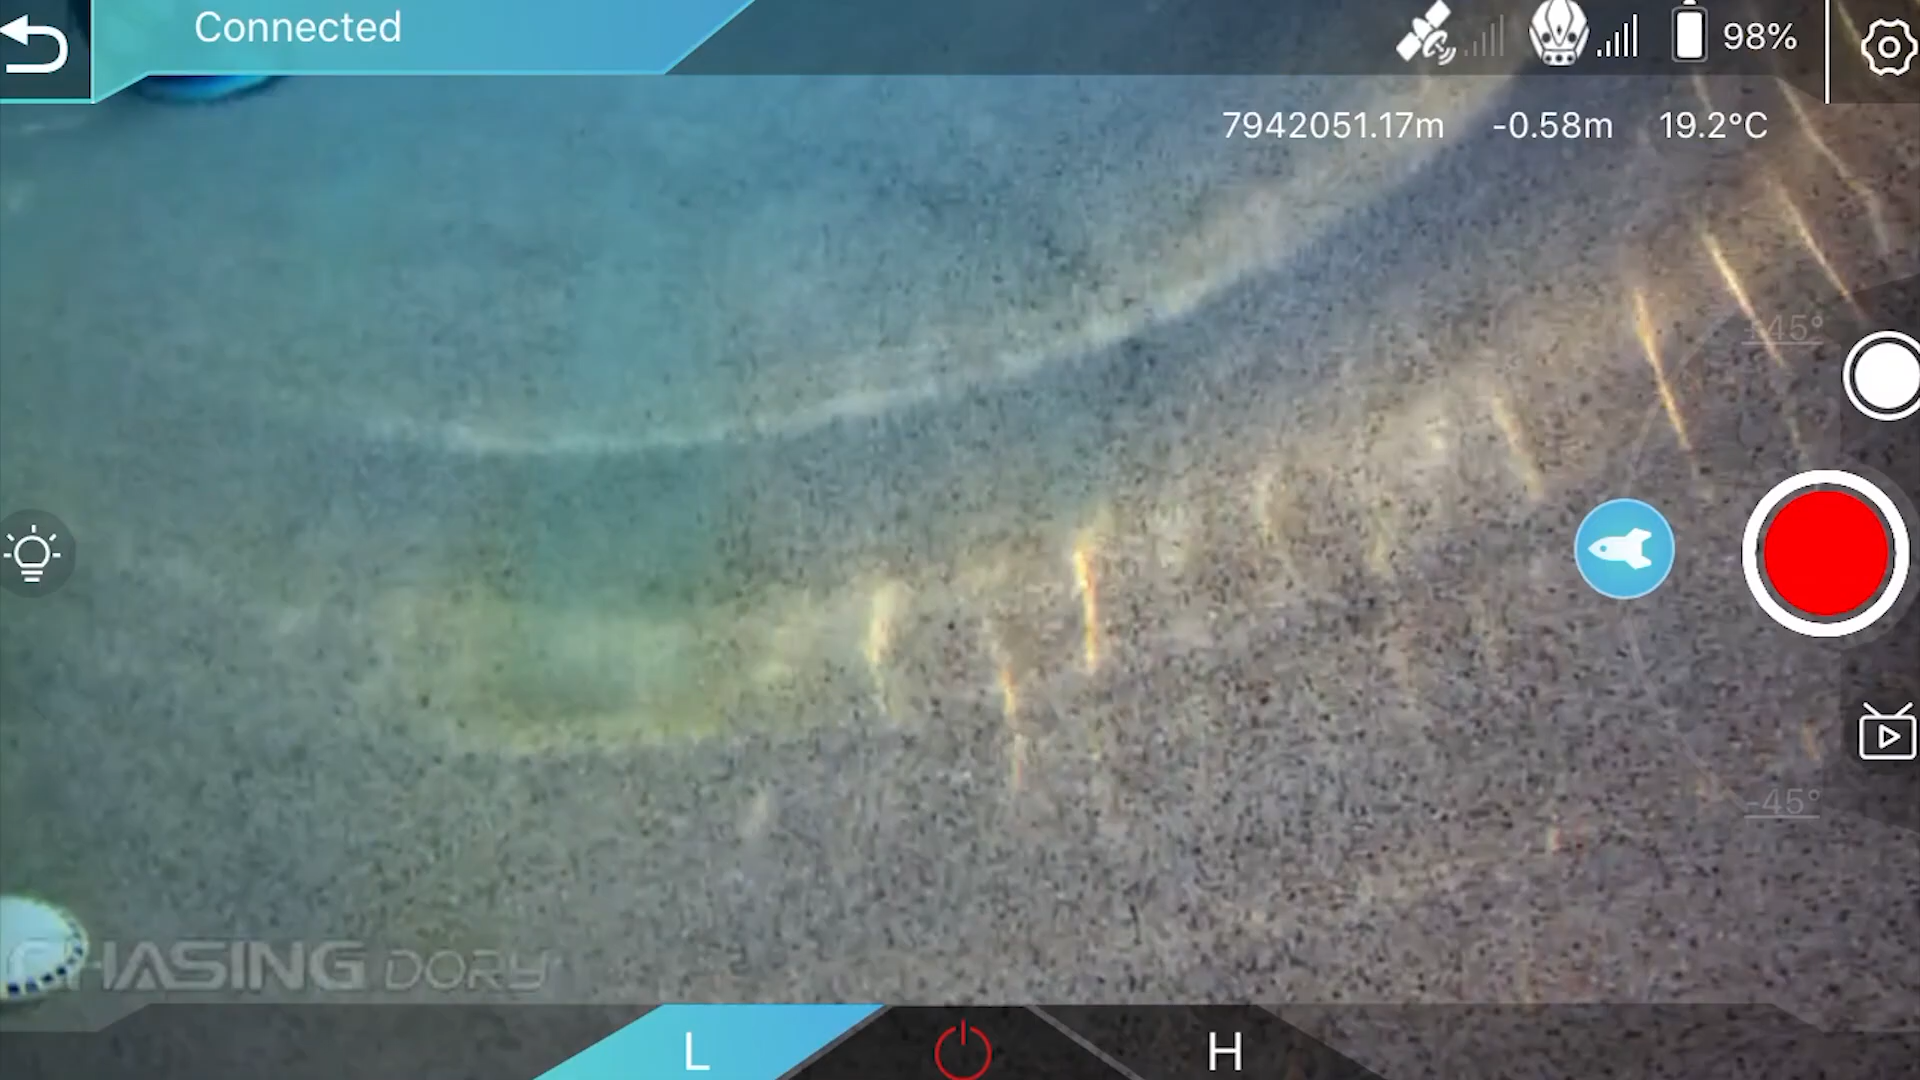 Connected
98%
7942051.17m -0.58m 19.2°C
+45°
-45°
CHASING DORY
L
H